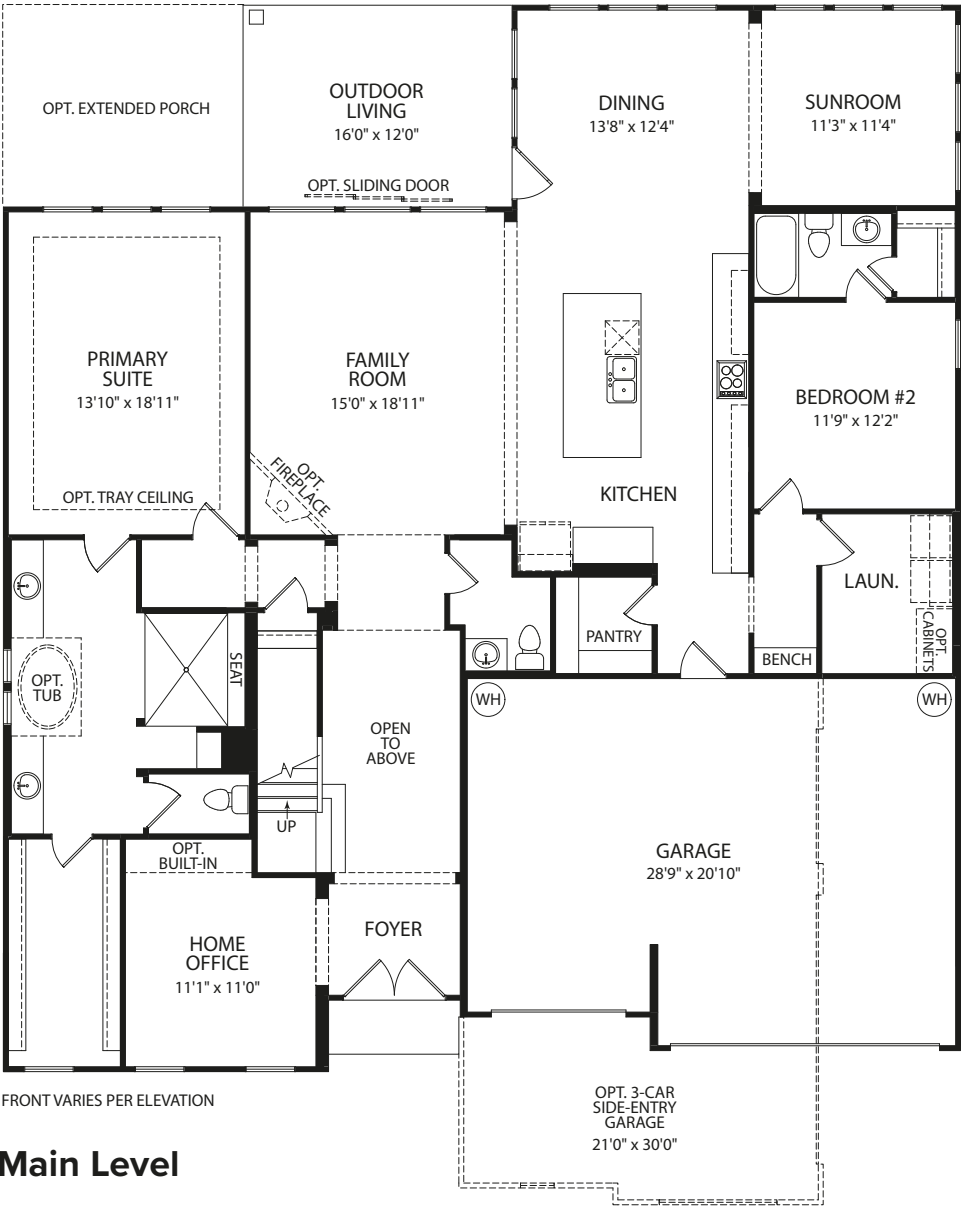 OPT. EXTENDED PORCH
OUTDOOR
LIVING
16'0" x 12'0"
OPT. SLIDING DOOR
DINING
13'8" x 12'4"
SUNROOM
11'3" x 11'4"
PRIMARY
SUITE
13'10" x 18'11"
OPT. TRAY CEILING
FAMILY
ROOM
15'0" x 18'11"
OPT.
FIREPLACE
KITCHEN
BEDROOM #2
11'9" x 12'2"
LAUN.
OPT.
CABINETS
PANTRY
BENCH
OPT.
TUB
SEAT
WH
WH
OPEN
TO
ABOVE
UP
OPT.
BUILT-IN
GARAGE
28'9" x 20'10"
HOME
OFFICE
11'1" x 11'0"
FOYER
OPT. 3-CAR
SIDE-ENTRY
GARAGE
21'0" x 30'0"
FRONT VARIES PER ELEVATION
Main Level